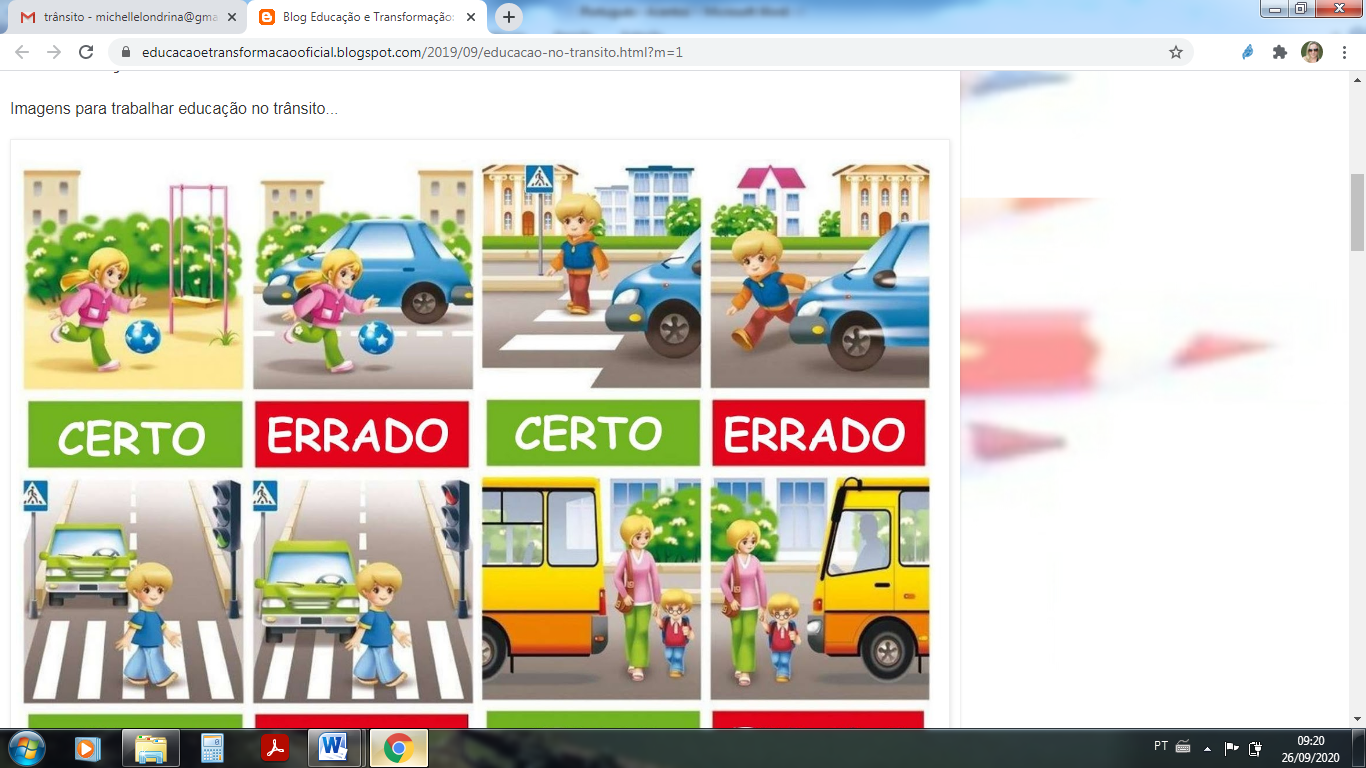 trânsito - michellelondrina@gma
Blog Educação e Transformação:
educacaoetransformacaooficial.blogspot.com/2019/09/educacao-no-transito.html?m=1
Imagens para trabalhar educação no trânsito...
CERTO ERRADO CERTO ERRADO
PT
09:20
26/09/2020